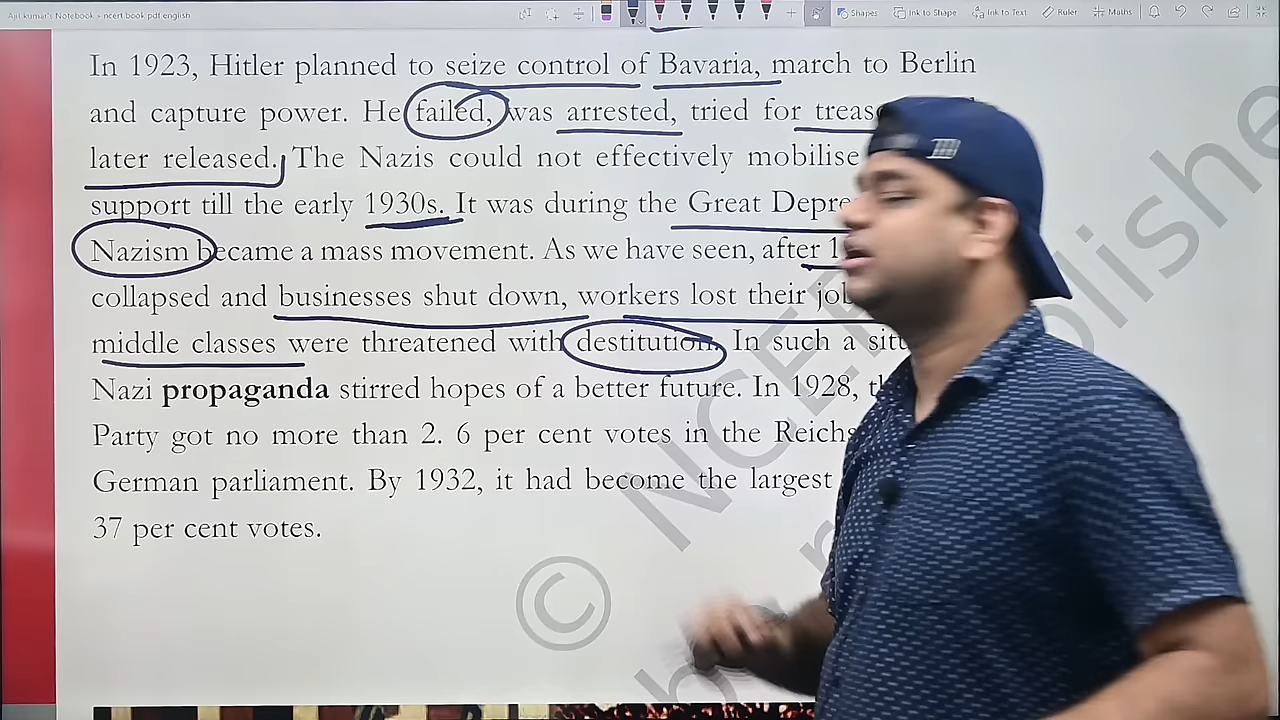 Ajit kumar's Notebook » ncert book pdf english
Shapes
Ink to Shape
Ink to Text
Ruler
Maths
In 1923, Hitler planned to seize control of Bavaria, march to Berlin
and capture power. He failed, was arrested, tried for
later released. The Nazis could not effectively mobilise
support till the early 1930s. It was during the Great
Nazism became a mass movement. As we have seen, after
collapsed and businesses shut down, workers lost their
middle classes were threatened with destitution. In such a
Nazi propaganda stirred hopes of a better future. In 1928,
Party got no more than 2. 6 per cent votes in the
German parliament. By 1932, it had become the largest
37 per cent votes.
© NCERT